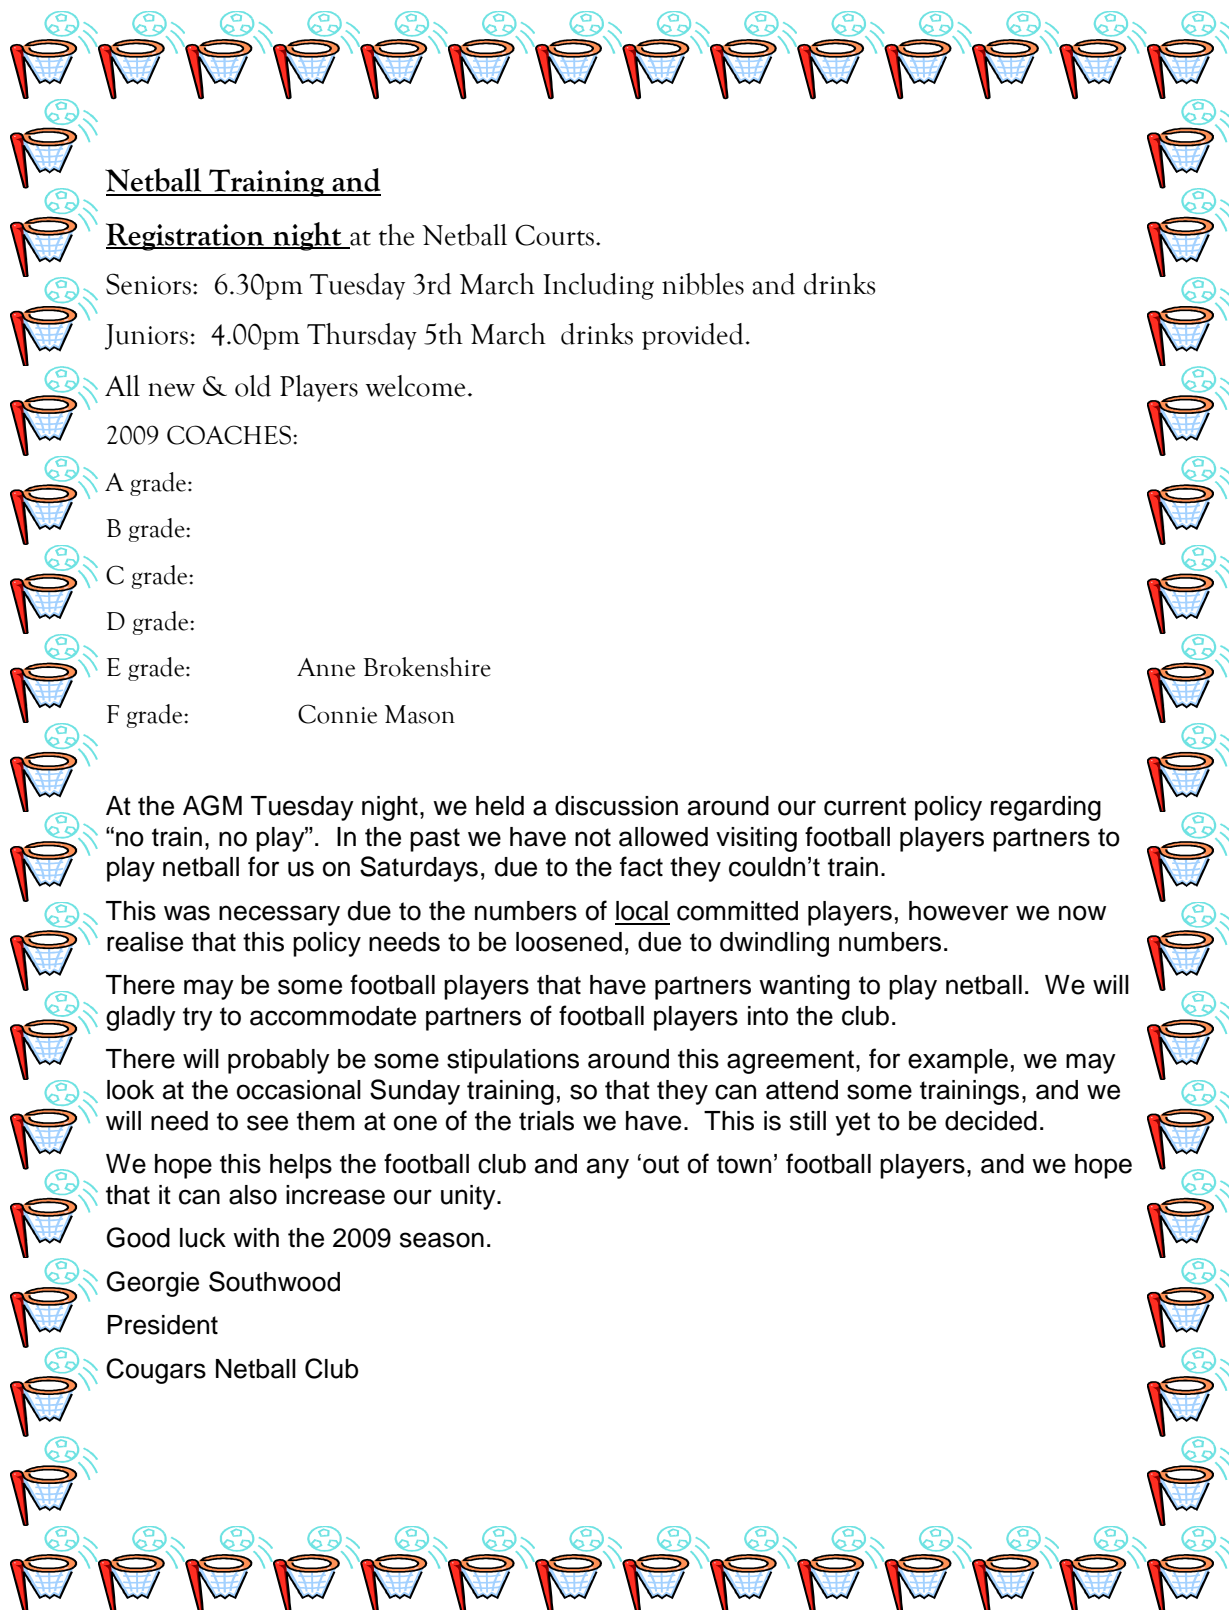 Netball Training and
Registration night at the Netball Courts.
Seniors:  6.30pm Tuesday 3rd March Including nibbles and drinks
Juniors:  4.00pm Thursday 5th March  drinks provided.
All new & old Players welcome.
2009 COACHES:
A grade:
B grade:
C grade:
D grade:
E grade: Anne Brokenshire
F grade: Connie Mason
At the AGM Tuesday night, we held a discussion around our current policy regarding
“no train, no play”.  In the past we have not allowed visiting football players partners to
play netball for us on Saturdays, due to the fact they couldn’t train.
This was necessary due to the numbers of local committed players, however we now
realise that this policy needs to be loosened, due to dwindling numbers.
There may be some football players that have partners wanting to play netball.  We will
gladly try to accommodate partners of football players into the club.
There will probably be some stipulations around this agreement, for example, we may
look at the occasional Sunday training, so that they can attend some trainings, and we
will need to see them at one of the trials we have.  This is still yet to be decided.
We hope this helps the football club and any ‘out of town’ football players, and we hope
that it can also increase our unity.
Good luck with the 2009 season.
Georgie Southwood
President
Cougars Netball Club